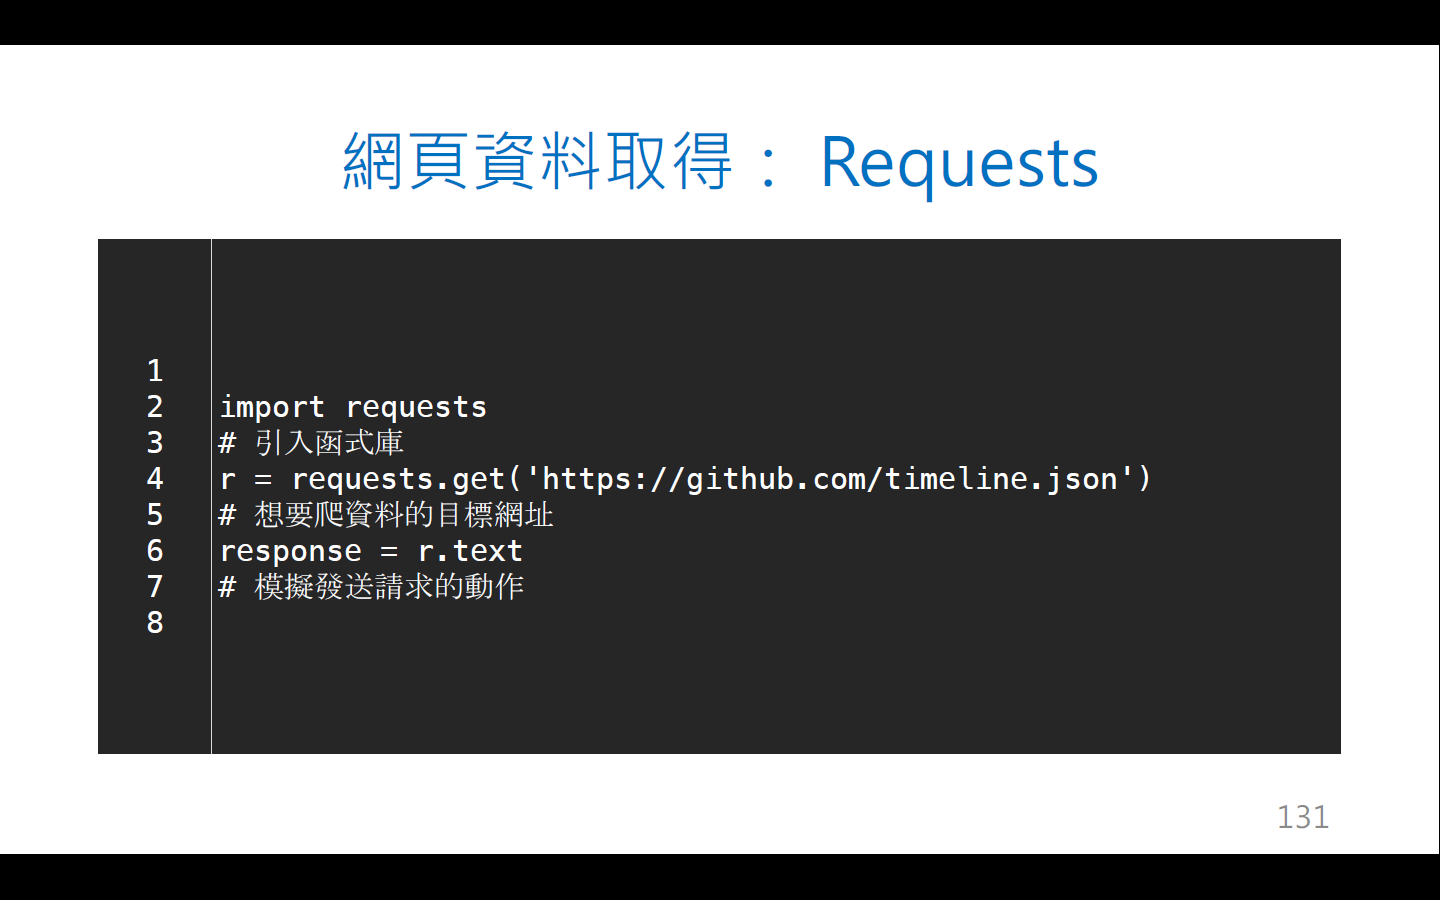 網頁資料取得： Requests
1
2 import requests
3 # 引入函式庫
4 r = requests.get('https://github.com/timeline.json')
5 # 想要爬資料的目標網址
6 response = r.text
7 # 模擬發送請求的動作
8
131